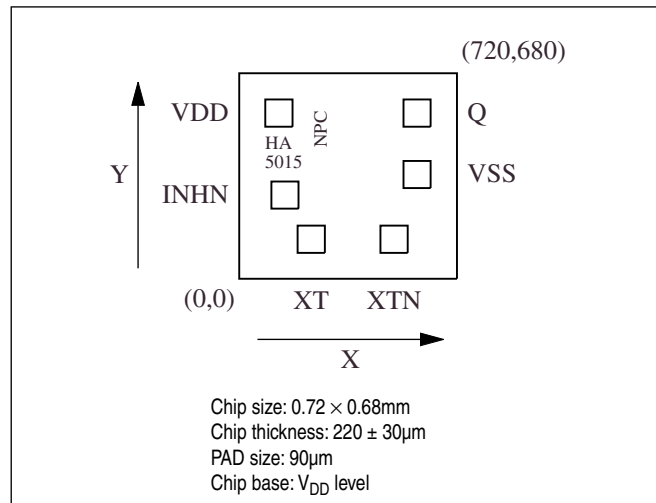 (720,680)
VDD
Q
HA
5015
NPC
Y
VSS
INHN
(0,0)
XT
XTN
X
Chip size: 0.72 × 0.68mm
Chip thickness: 220 ± 30μm
PAD size: 90μm
Chip base: VDD level